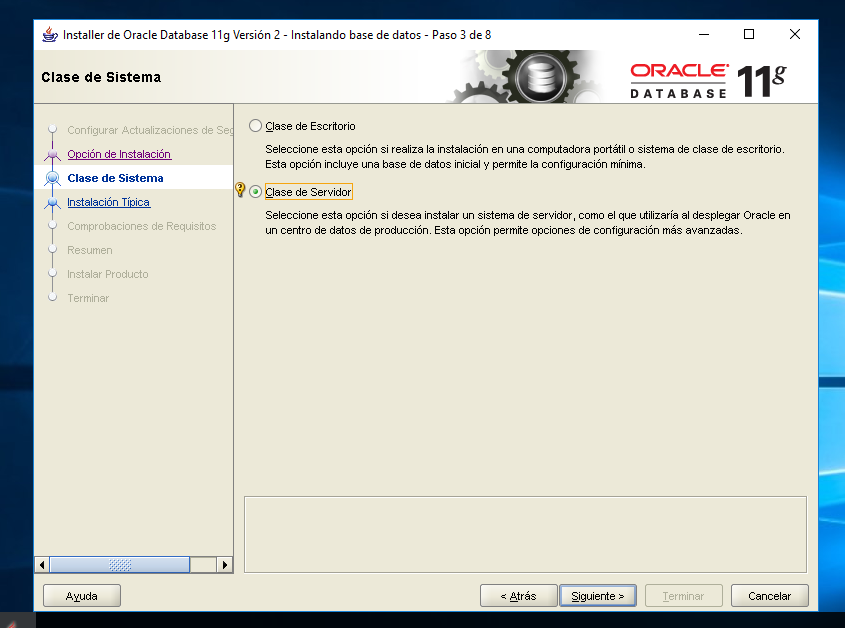 Installer de Oracle Database 11g Versión 2 - Instalando base de datos - Paso 3 de 8
Clase de Sistema
ORACLE
DATABASE 11g
Configurar Actualizaciones de Seg
Opción de Instalación
Clase de Sistema
Instalación Típica
Comprobaciones de Requisitos
Resumen
Instalar Producto
Terminar
Clase de Escritorio
Seleccione esta opción si realiza la instalación en una computadora portátil o sistema de clase de escritorio.
Esta opción incluye una base de datos inicial y permite la configuración mínima.
Clase de Servidor
Seleccione esta opción si desea instalar un sistema de servidor, como el que utilizaría al desplegar Oracle en
un centro de datos de producción. Esta opción permite opciones de configuración más avanzadas.
Ayuda
< Atrás
Siguiente >
Terminar
Cancelar